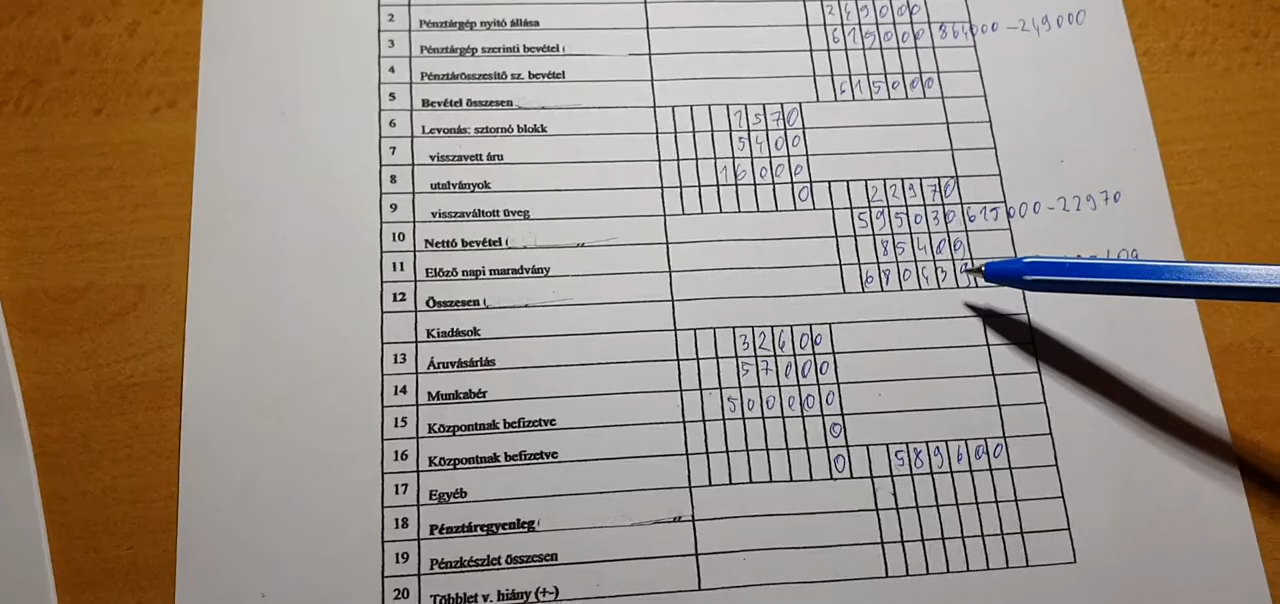 2 Pénztárgép nyitó állása 249000
3 Pénztárgép szerinti bevétel 615000 864000-249000
4 Pénztárösszesítő sz. bevétel
5 Bevétel összesen 615000
6 Levonás: sztornó blokk 1570
7 visszavett áru 5400
8 utalványok 16000
9 visszaváltott üveg 0 22970
10 Nettó bevétel ( 595030 615000-22970
11 Előző napi maradvány 85409
12 Összesen ( 680439
Kiadások
13 Áruvásárlás 32600
14 Munkabér 57000
15 Központnak befizetve 500000
16 Központnak befizetve 0
17 Egyéb 0 589600
18 Pénztáregyenleg (
19 Pénzkészlet összesen
20 Többlet v. hiány (+-)